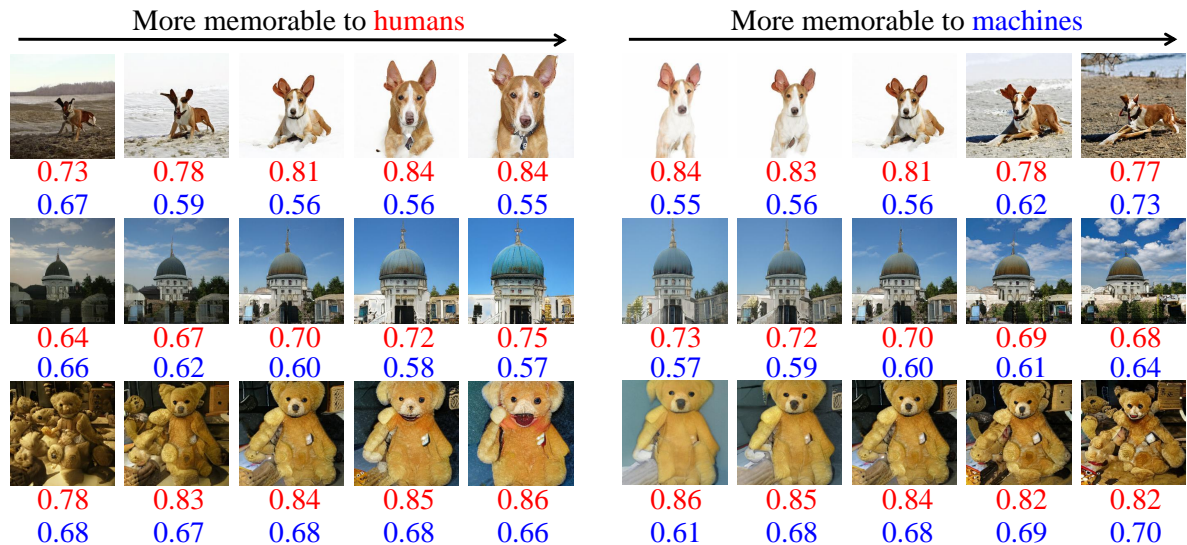 More memorable to humans
More memorable to machines
0.73 0.78 0.81 0.84 0.84
0.67 0.59 0.56 0.56 0.55
0.84 0.83 0.81 0.78 0.77
0.55 0.56 0.56 0.62 0.73
0.64 0.67 0.70 0.72 0.75
0.66 0.62 0.60 0.58 0.57
0.73 0.72 0.70 0.69 0.68
0.57 0.59 0.60 0.61 0.64
0.78 0.83 0.84 0.85 0.86
0.68 0.67 0.68 0.68 0.66
0.86 0.85 0.84 0.82 0.82
0.61 0.68 0.68 0.69 0.70